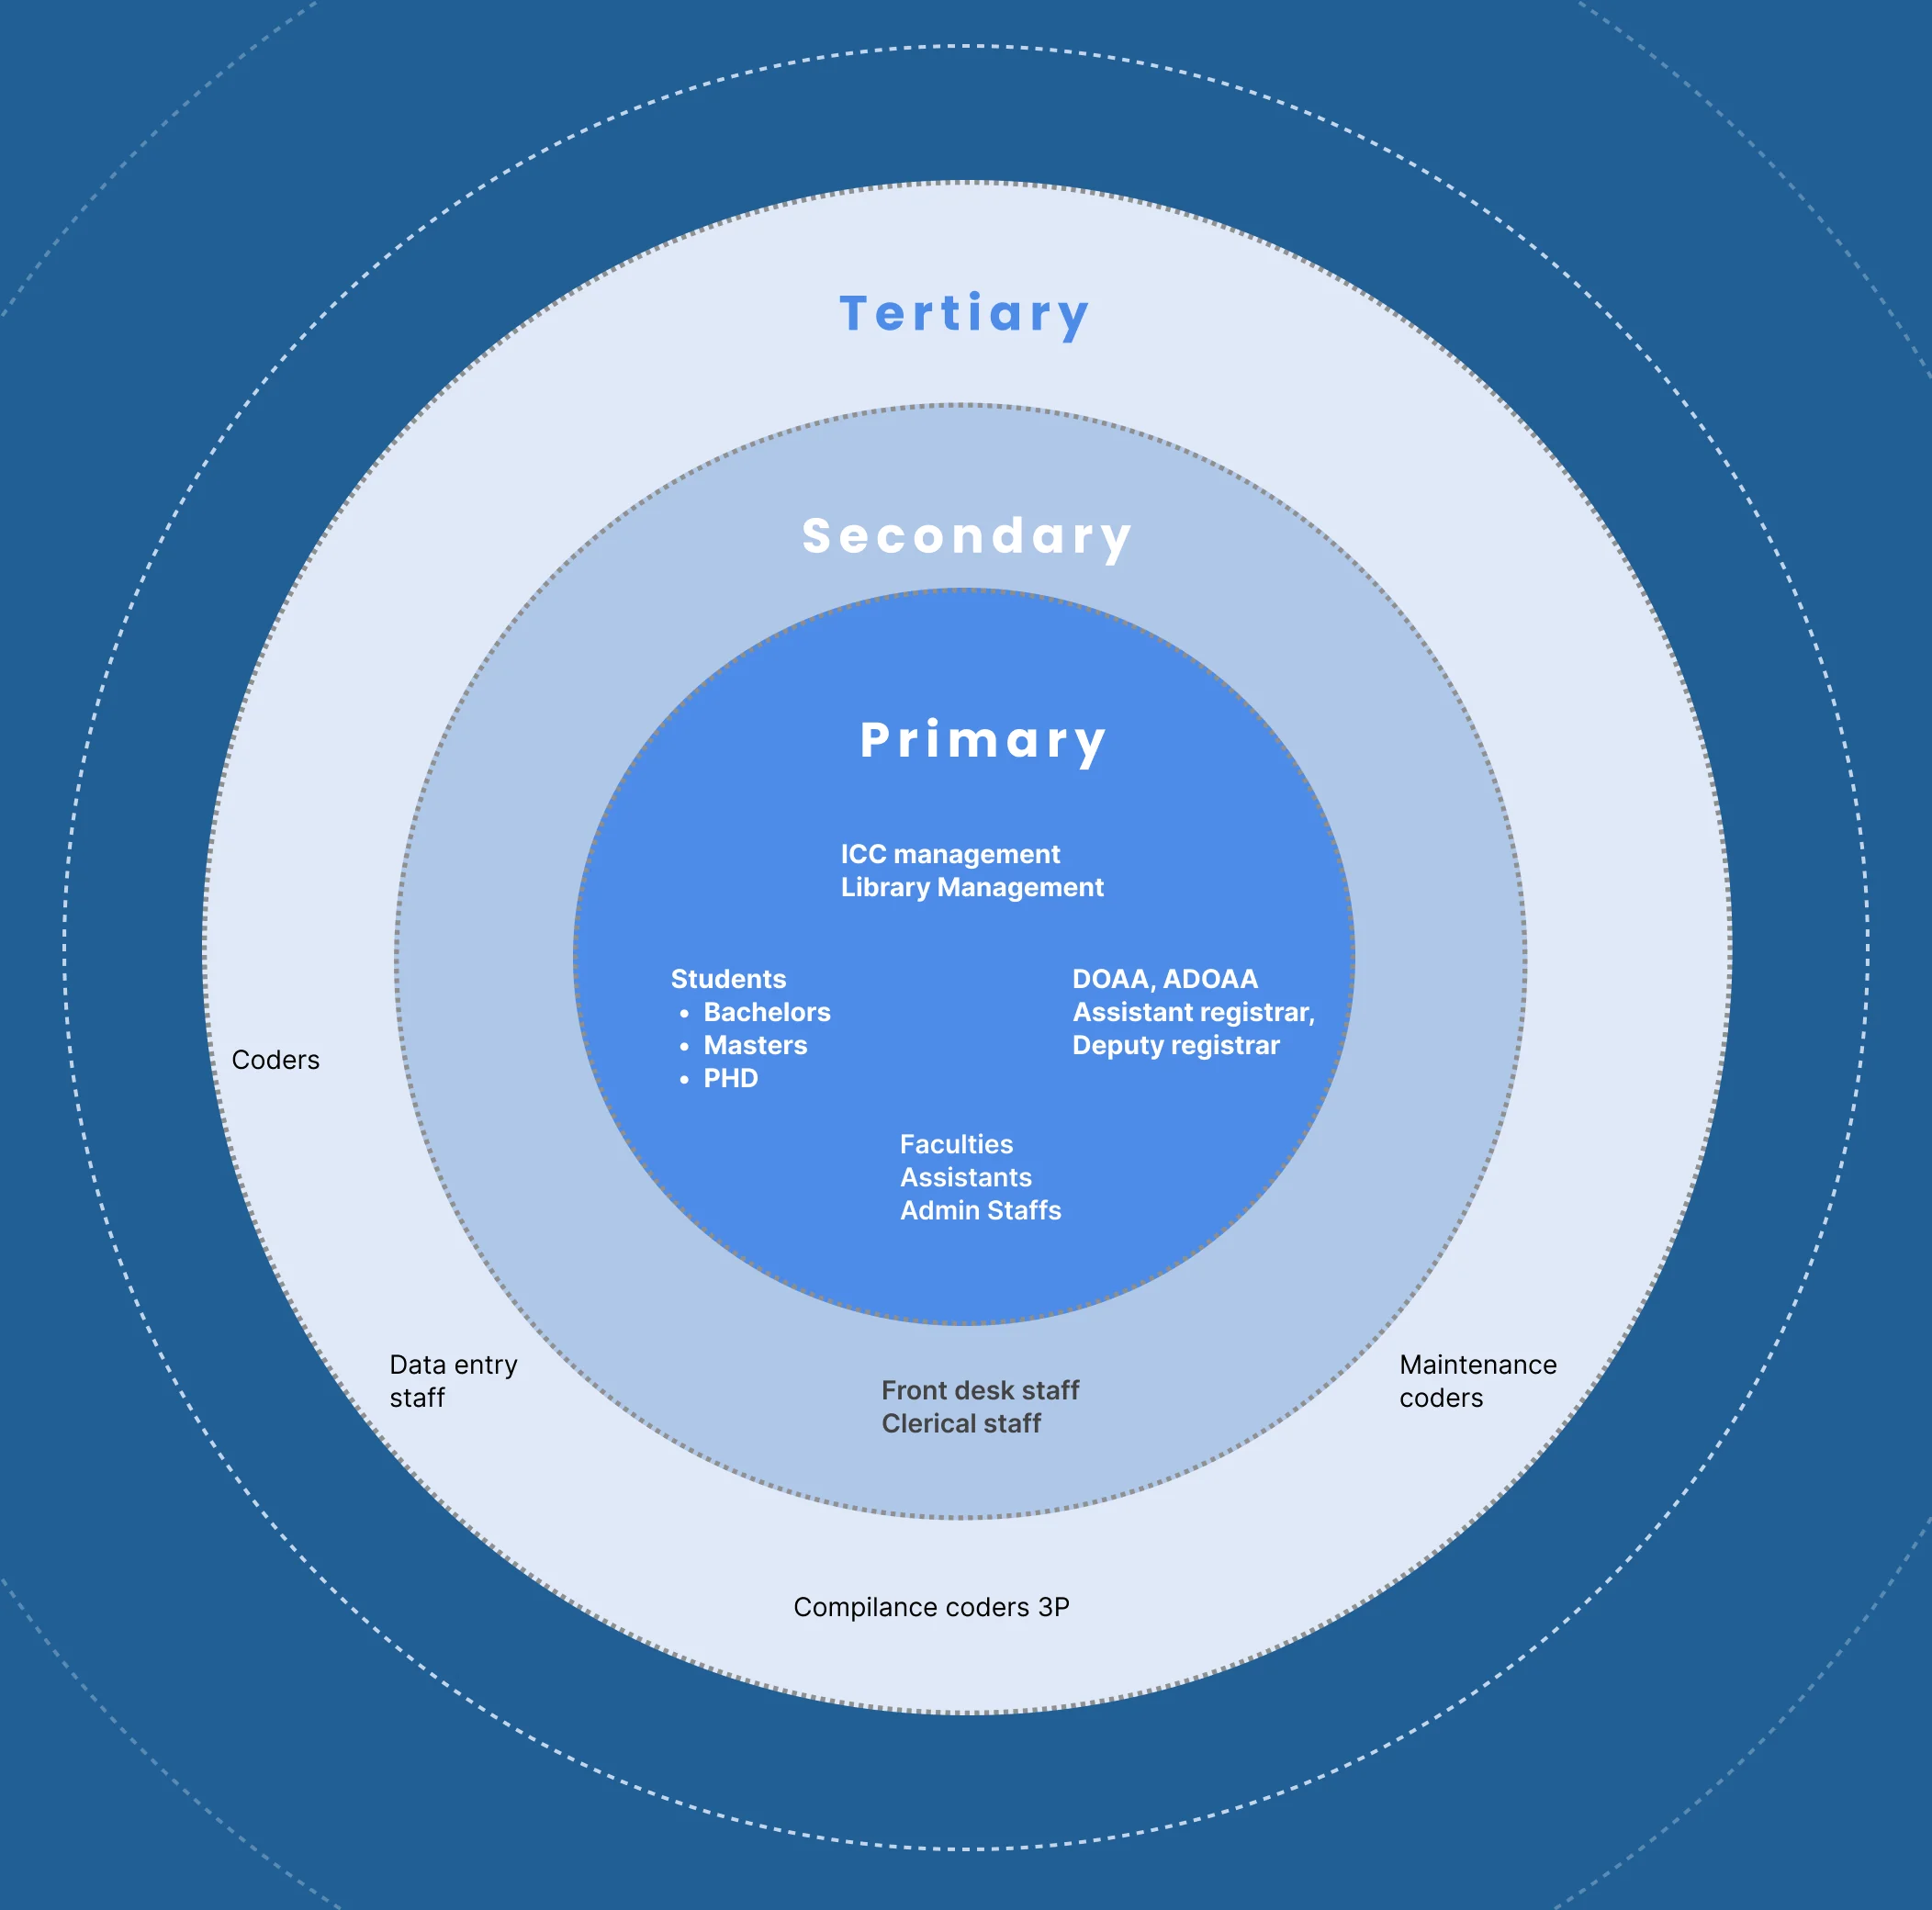 Tertiary
Secondary
Primary
ICC management
Library Management
Students
• Bachelors
• Masters
• PHD
DOAA, ADOAA
Assistant registrar,
Deputy registrar
Coders
Faculties
Assistants
Admin Staffs
Data entry
staff
Front desk staff
Clerical staff
Maintenance
coders
Compilance coders 3P